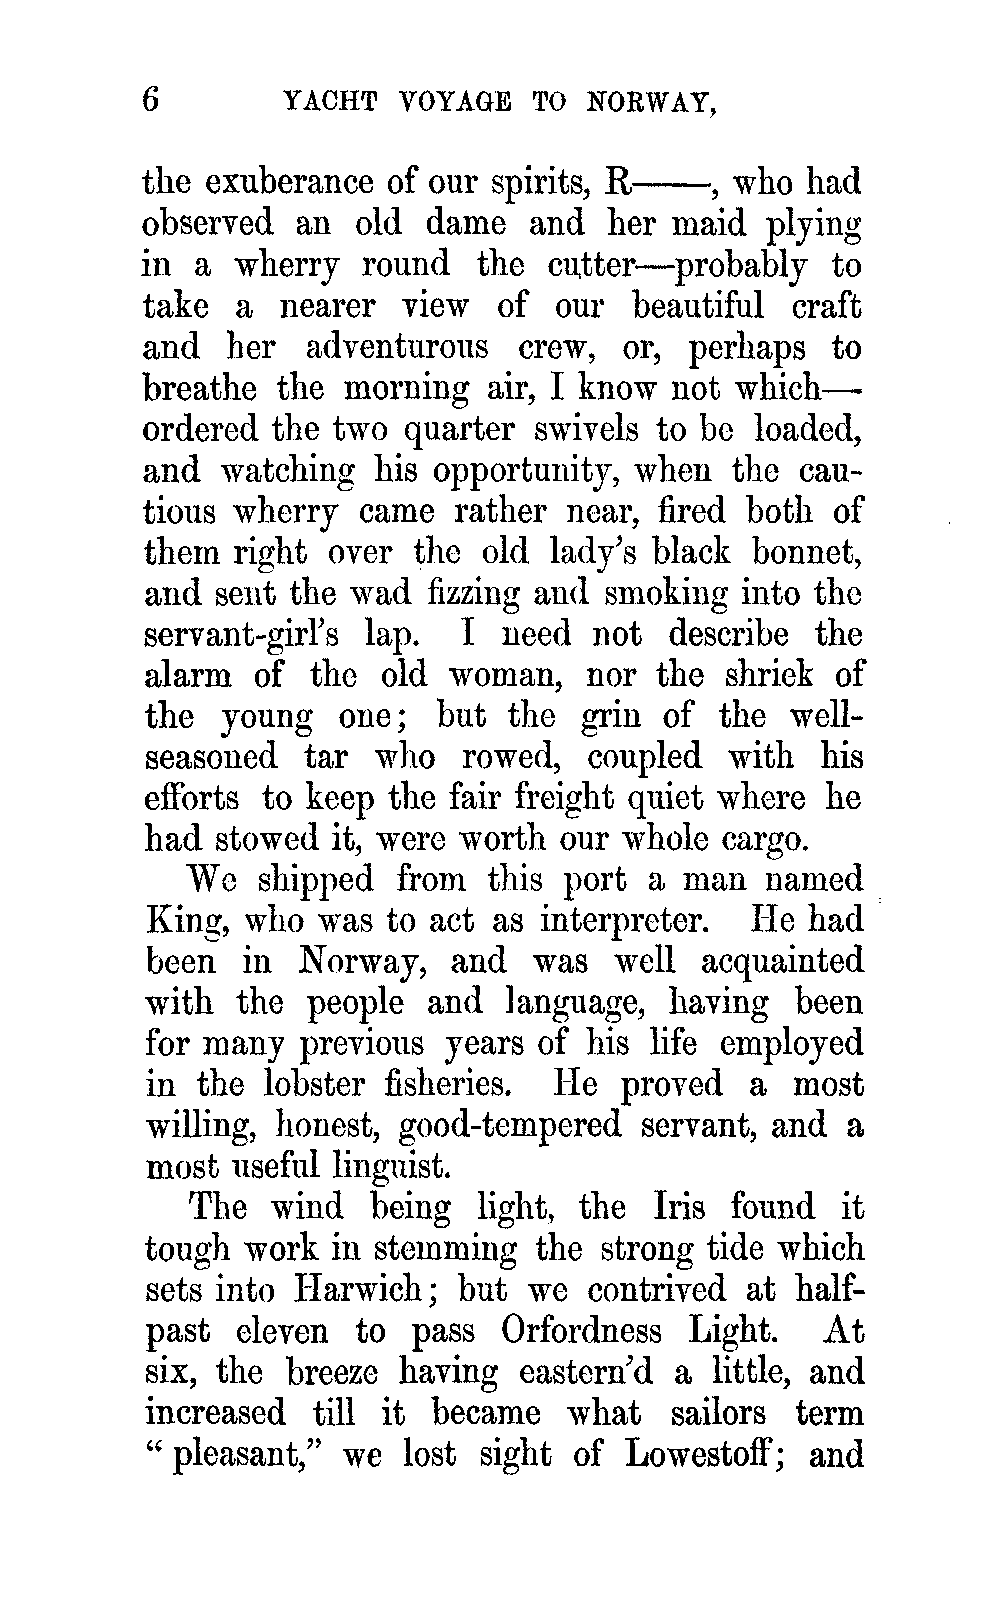 6 YACHT VOYAGE TO NORWAY,
the exuberance of our spirits, R——, who had
observed an old dame and her maid plying
in a wherry round the cutter—probably to
take a nearer view of our beautiful craft
and her adventurous crew, or, perhaps to
breathe the morning air, I know not which—
ordered the two quarter swivels to be loaded,
and watching his opportunity, when the cau-
tious wherry came rather near, fired both of
them right over the old lady's black bonnet,
and sent the wad fizzing and smoking into the
servant-girl's lap. I need not describe the
alarm of the old woman, nor the shriek of
the young one; but the grin of the well-
seasoned tar who rowed, coupled with his
efforts to keep the fair freight quiet where he
had stowed it, were worth our whole cargo.
We shipped from this port a man named
King, who was to act as interpreter. He had
been in Norway, and was well acquainted
with the people and language, having been
for many previous years of his life employed
in the lobster fisheries. He proved a most
willing, honest, good-tempered servant, and a
most useful linguist.
The wind being light, the Iris found it
tough work in stemming the strong tide which
sets into Harwich; but we contrived at half-
past eleven to pass Orfordness Light. At
six, the breeze having eastern'd a little, and
increased till it became what sailors term
"pleasant," we lost sight of Lowestoff; and